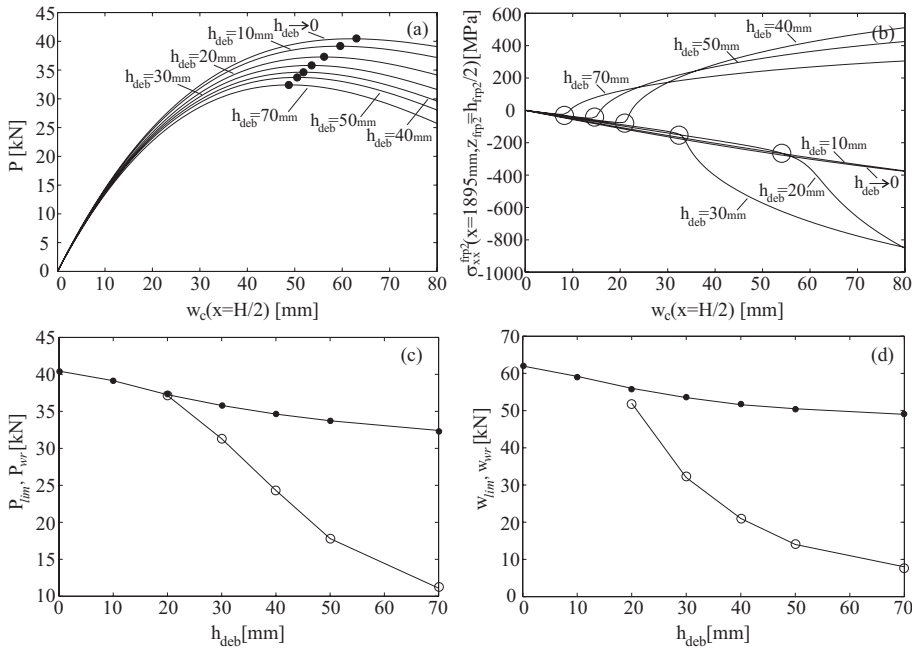 (a)
h_deb→0
h_deb=10mm
h_deb=20mm
h_deb=30mm
h_deb=70mm
h_deb=50mm
h_deb=40mm
P [kN]
45
40
35
30
25
20
15
10
5
0
0 10 20 30 40 50 60 70 80
w_c(x=H/2) [mm]
(b)
h_deb=40mm
h_deb=50mm
h_deb=70mm
h_deb=10mm
h_deb→0
h_deb=20mm
h_deb=30mm
σ_xx^frp2(x=1895mm,z_frp2=h_frp2/2)[MPa]
600
400
200
0
-200
-400
-600
-800
-1000
0 10 20 30 40 50 60 70 80
w_c(x=H/2) [mm]
(c)
P_lim, P_wr [kN]
45
40
35
30
25
20
15
10
0 10 20 30 40 50 60 70
h_deb[mm]
(d)
w_lim, w_wr [kN]
70
60
50
40
30
20
10
0
0 10 20 30 40 50 60 70
h_deb[mm]